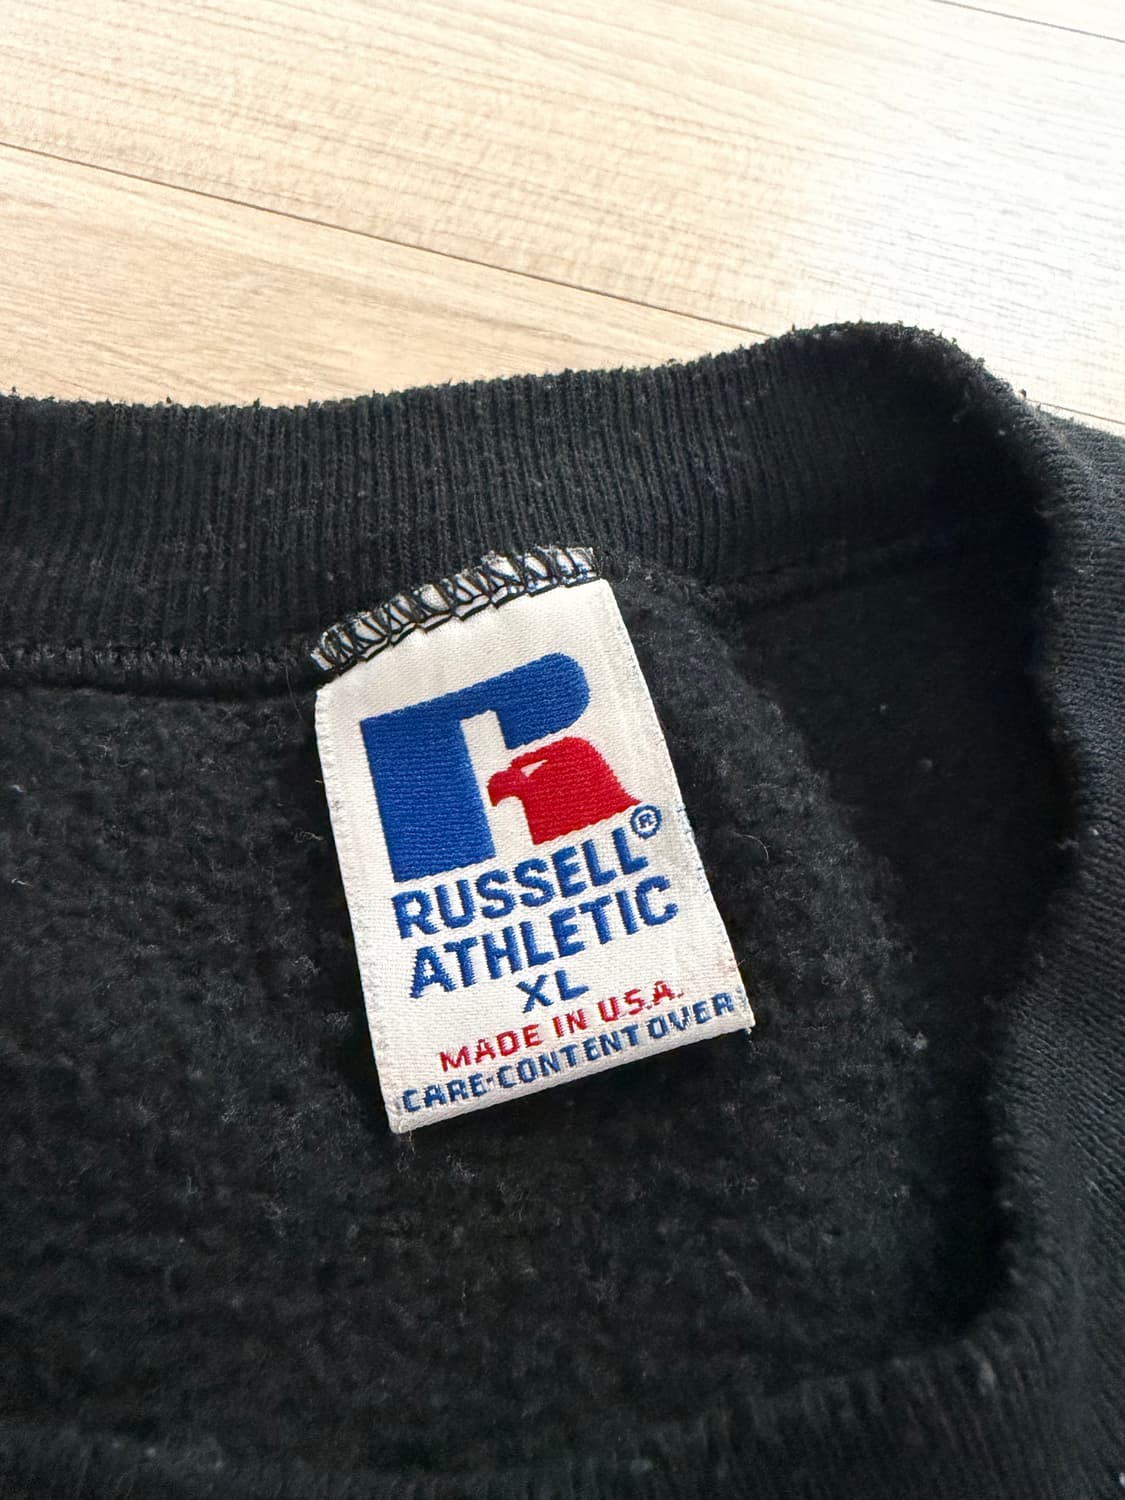 RUSSELL®
ATHLETIC
XL
MADE IN U.S.A.
CARE-CONTENT OVER